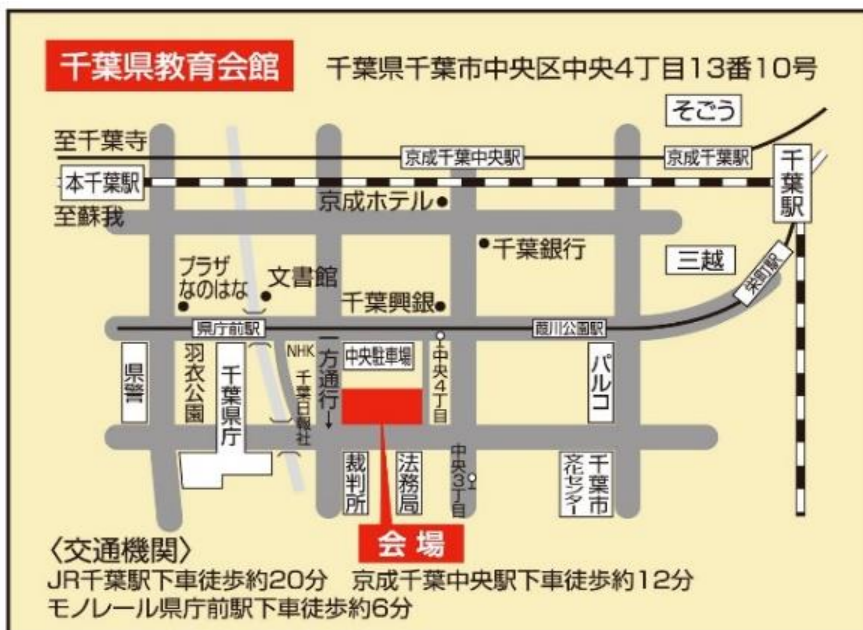 千葉県教育会館 千葉県千葉市中央区中央4丁目13番10号
そごう
至千葉寺
京成千葉中央駅
京成千葉駅
千葉駅
本千葉駅
京成ホテル
至蘇我
千葉銀行
三越
栄町駅
プラザ
なのはな
文書館
千葉興銀
県庁前駅
葭川公園駅
県警
羽衣公園
千葉県庁
NHK
千葉日報社
一方通行→
中央駐車場
中央4丁目
パルコ
裁判所
法務局
中央3丁目
千葉市
文化センター
会場
〈交通機関〉
JR千葉駅下車徒歩約20分 京成千葉中央駅下車徒歩約12分
モノレール県庁前駅下車徒歩約6分